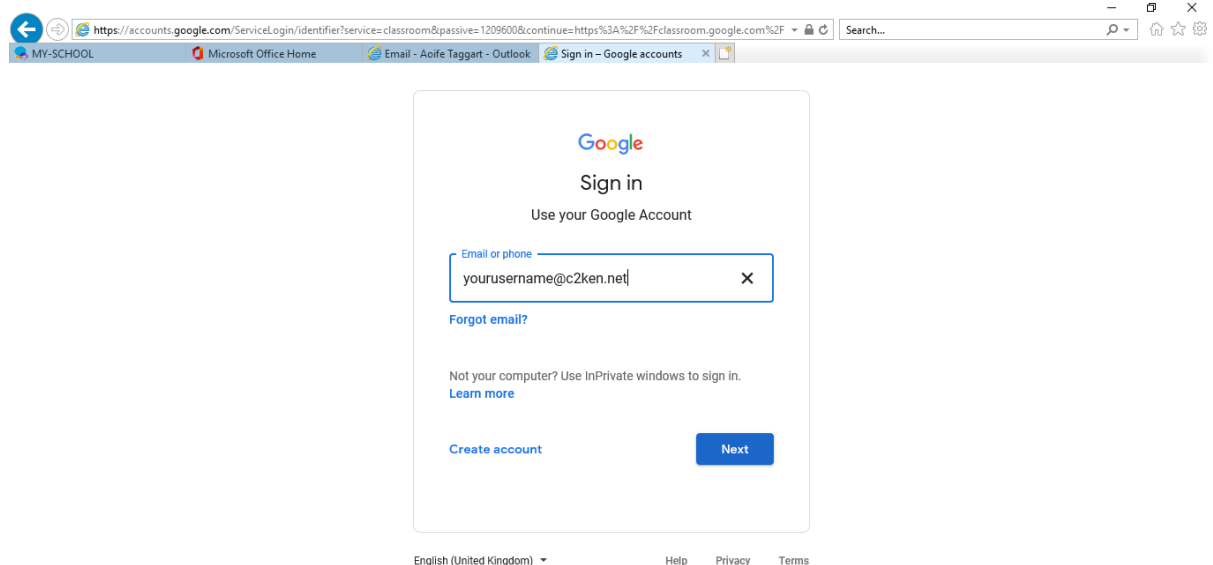 https://accounts.google.com/ServiceLogin/identifier?service=classroom&passive=1209600&continue=https%3A%2F%2Fclassroom.google.com%2F
Search...
MY-SCHOOL
Microsoft Office Home
Email - Aoife Taggart - Outlook
Sign in – Google accounts
Google
Sign in
Use your Google Account
Email or phone
yourusername@c2ken.net
Forgot email?
Not your computer? Use InPrivate windows to sign in.
Learn more
Create account
Next
English (United Kingdom)
Help
Privacy
Terms